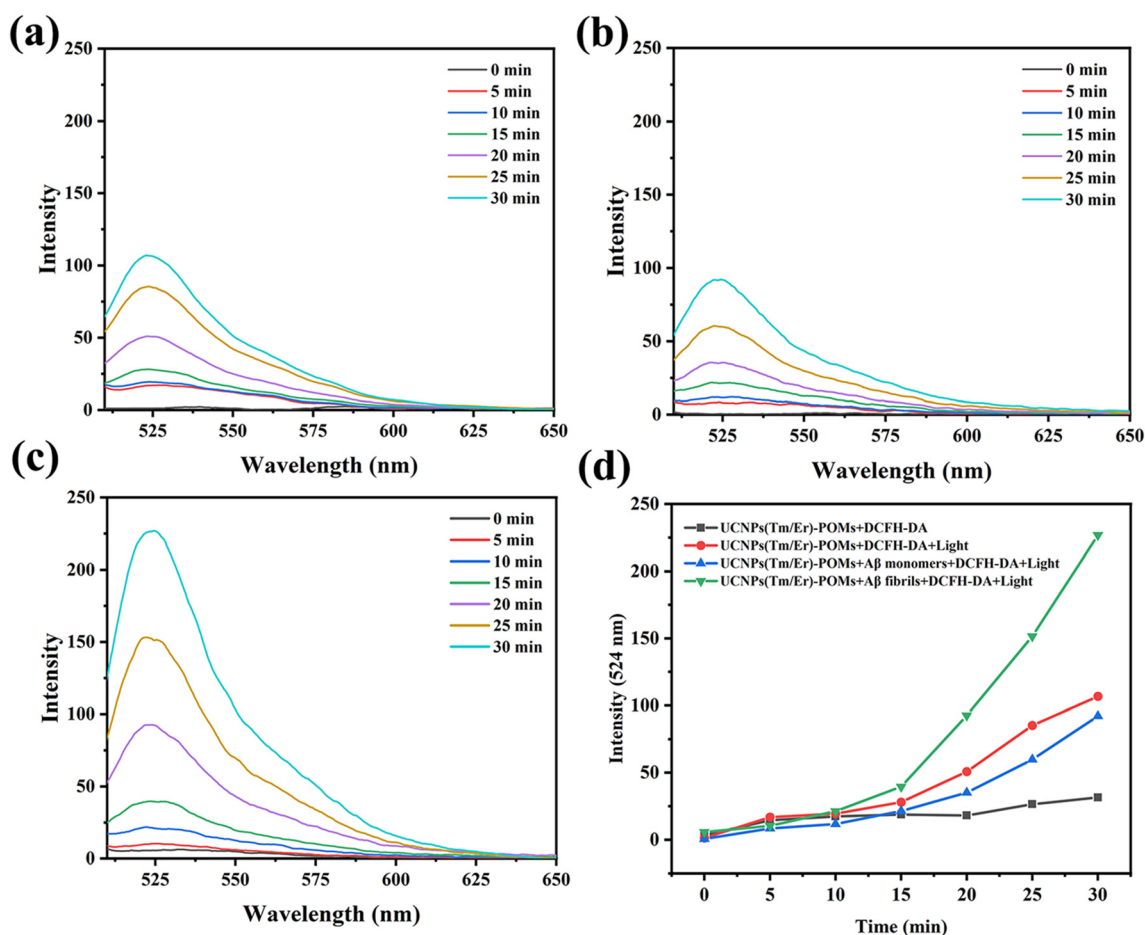 (a)
250
200
150
100
50
0
Intensity
0 min
5 min
10 min
15 min
20 min
25 min
30 min
525 550 575 600 625 650
Wavelength (nm)
(b)
250
200
150
100
50
0
Intensity
0 min
5 min
10 min
15 min
20 min
25 min
30 min
525 550 575 600 625 650
Wavelength (nm)
(c)
250
200
150
100
50
0
Intensity
0 min
5 min
10 min
15 min
20 min
25 min
30 min
525 550 575 600 625 650
Wavelength (nm)
(d)
250
200
150
100
50
0
Intensity (524 nm)
UCNPs(Tm/Er)-POMs+DCFH-DA
UCNPs(Tm/Er)-POMs+DCFH-DA+Light
UCNPs(Tm/Er)-POMs+Aβ monomers+DCFH-DA+Light
UCNPs(Tm/Er)-POMs+Aβ fibrils+DCFH-DA+Light
0 5 10 15 20 25 30
Time (min)